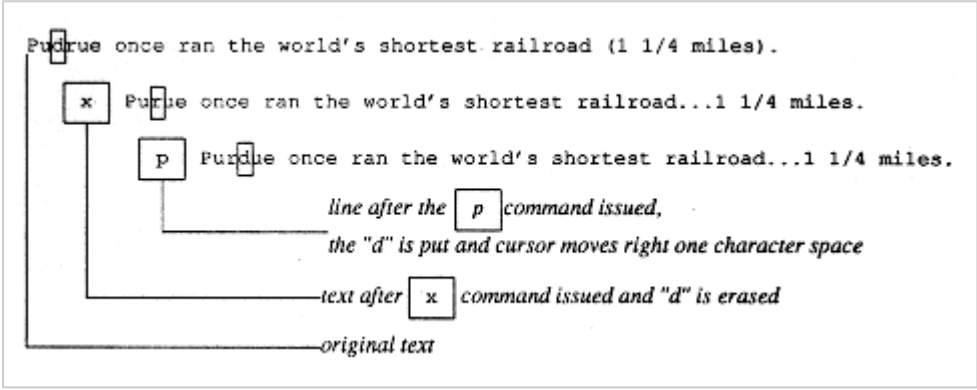 Pudrue once ran the world's shortest railroad (1 1/4 miles).
x Purue once ran the world's shortest railroad...1 1/4 miles.
p Purdue once ran the world's shortest railroad...1 1/4 miles.
line after the p command issued,
the "d" is put and cursor moves right one character space
text after x command issued and "d" is erased
original text